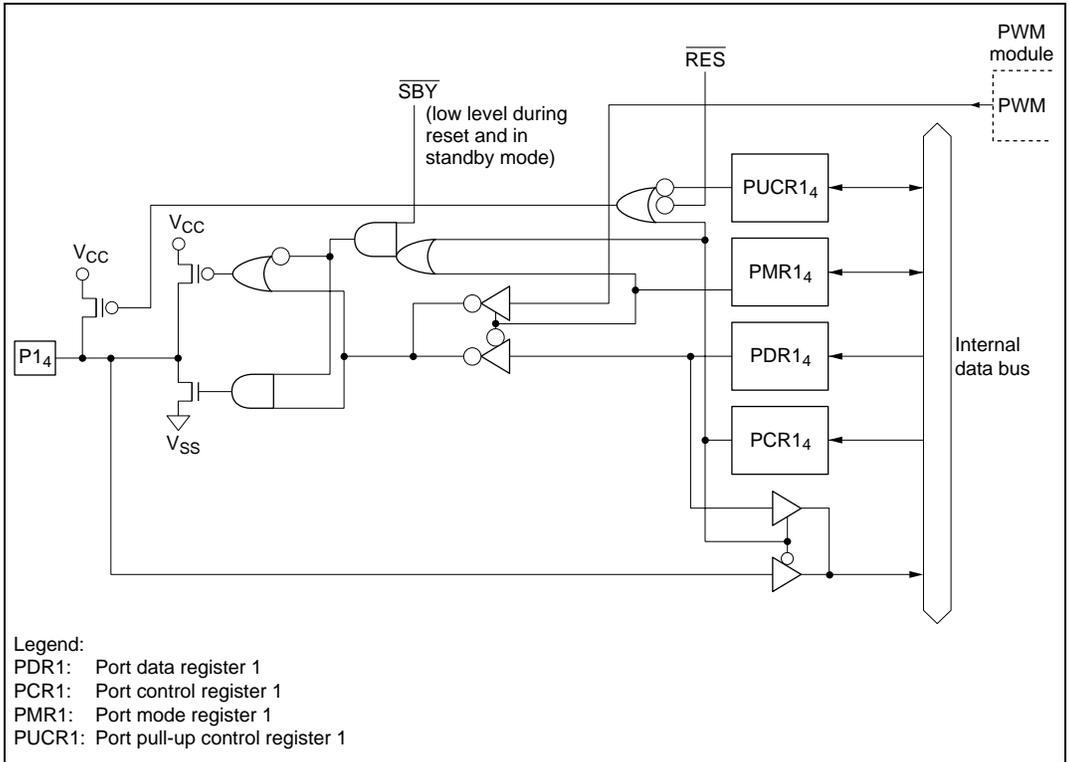 PWM
module
RES
SBY
PWM
(low level during
reset and in
standby mode)
PUCR14
VCC
VCC
PMR14
P14
PDR14
Internal
data bus
PCR14
VSS
Legend:
PDR1: Port data register 1
PCR1: Port control register 1
PMR1: Port mode register 1
PUCR1: Port pull-up control register 1